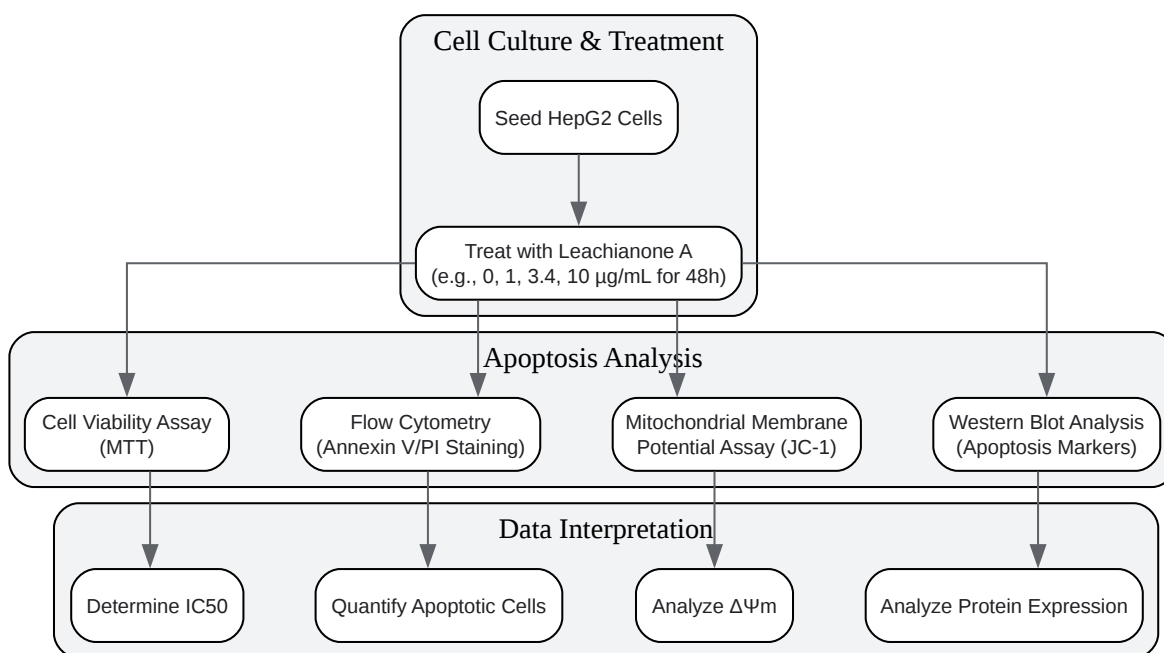 Cell Culture & Treatment
Seed HepG2 Cells
Treat with Leachianone A
(e.g., 0, 1, 3.4, 10 µg/mL for 48h)
Apoptosis Analysis
Cell Viability Assay
(MTT)
Flow Cytometry
(Annexin V/PI Staining)
Mitochondrial Membrane
Potential Assay (JC-1)
Western Blot Analysis
(Apoptosis Markers)
Data Interpretation
Determine IC50
Quantify Apoptotic Cells
Analyze ΔΨm
Analyze Protein Expression